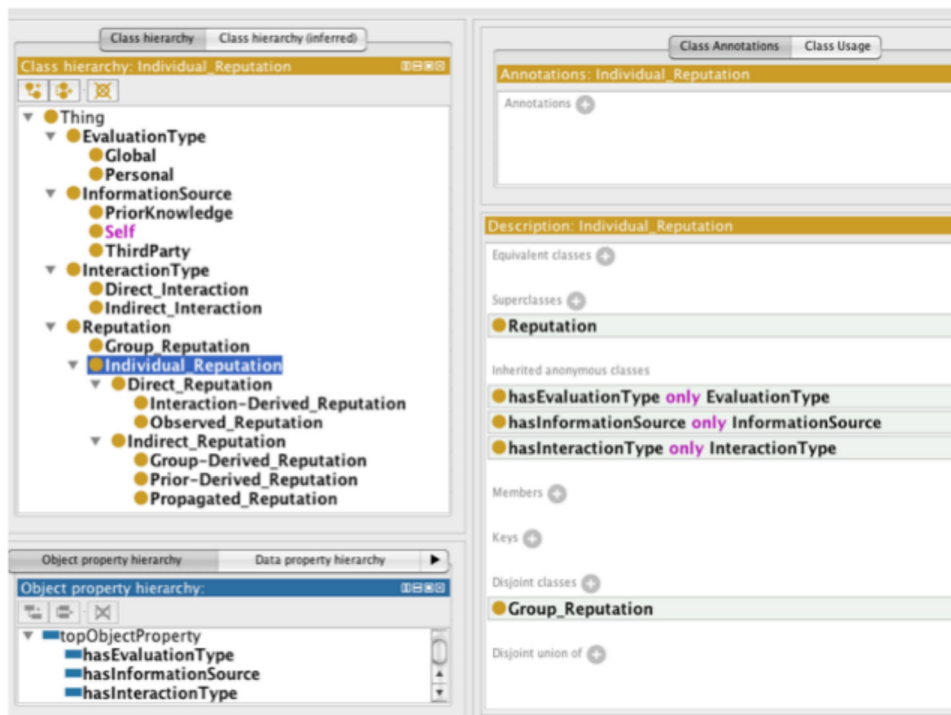 Class hierarchy Class hierarchy (inferred)
Class hierarchy: Individual_Reputation
Thing
EvaluationType
Global
Personal
InformationSource
PriorKnowledge
Self
ThirdParty
InteractionType
Direct_Interaction
Indirect_Interaction
Reputation
Group_Reputation
Individual_Reputation
Direct_Reputation
Interaction-Derived_Reputation
Observed_Reputation
Indirect_Reputation
Group-Derived_Reputation
Prior-Derived_Reputation
Propagated_Reputation
Object property hierarchy Data property hierarchy
Object property hierarchy:
topObjectProperty
hasEvaluationType
hasInformationSource
hasInteractionType
Class Annotations Class Usage
Annotations: Individual_Reputation
Annotations
Description: Individual_Reputation
Equivalent classes
Superclasses
Reputation
Inherited anonymous classes
hasEvaluationType only EvaluationType
hasInformationSource only InformationSource
hasInteractionType only InteractionType
Members
Keys
Disjoint classes
Group_Reputation
Disjoint union of